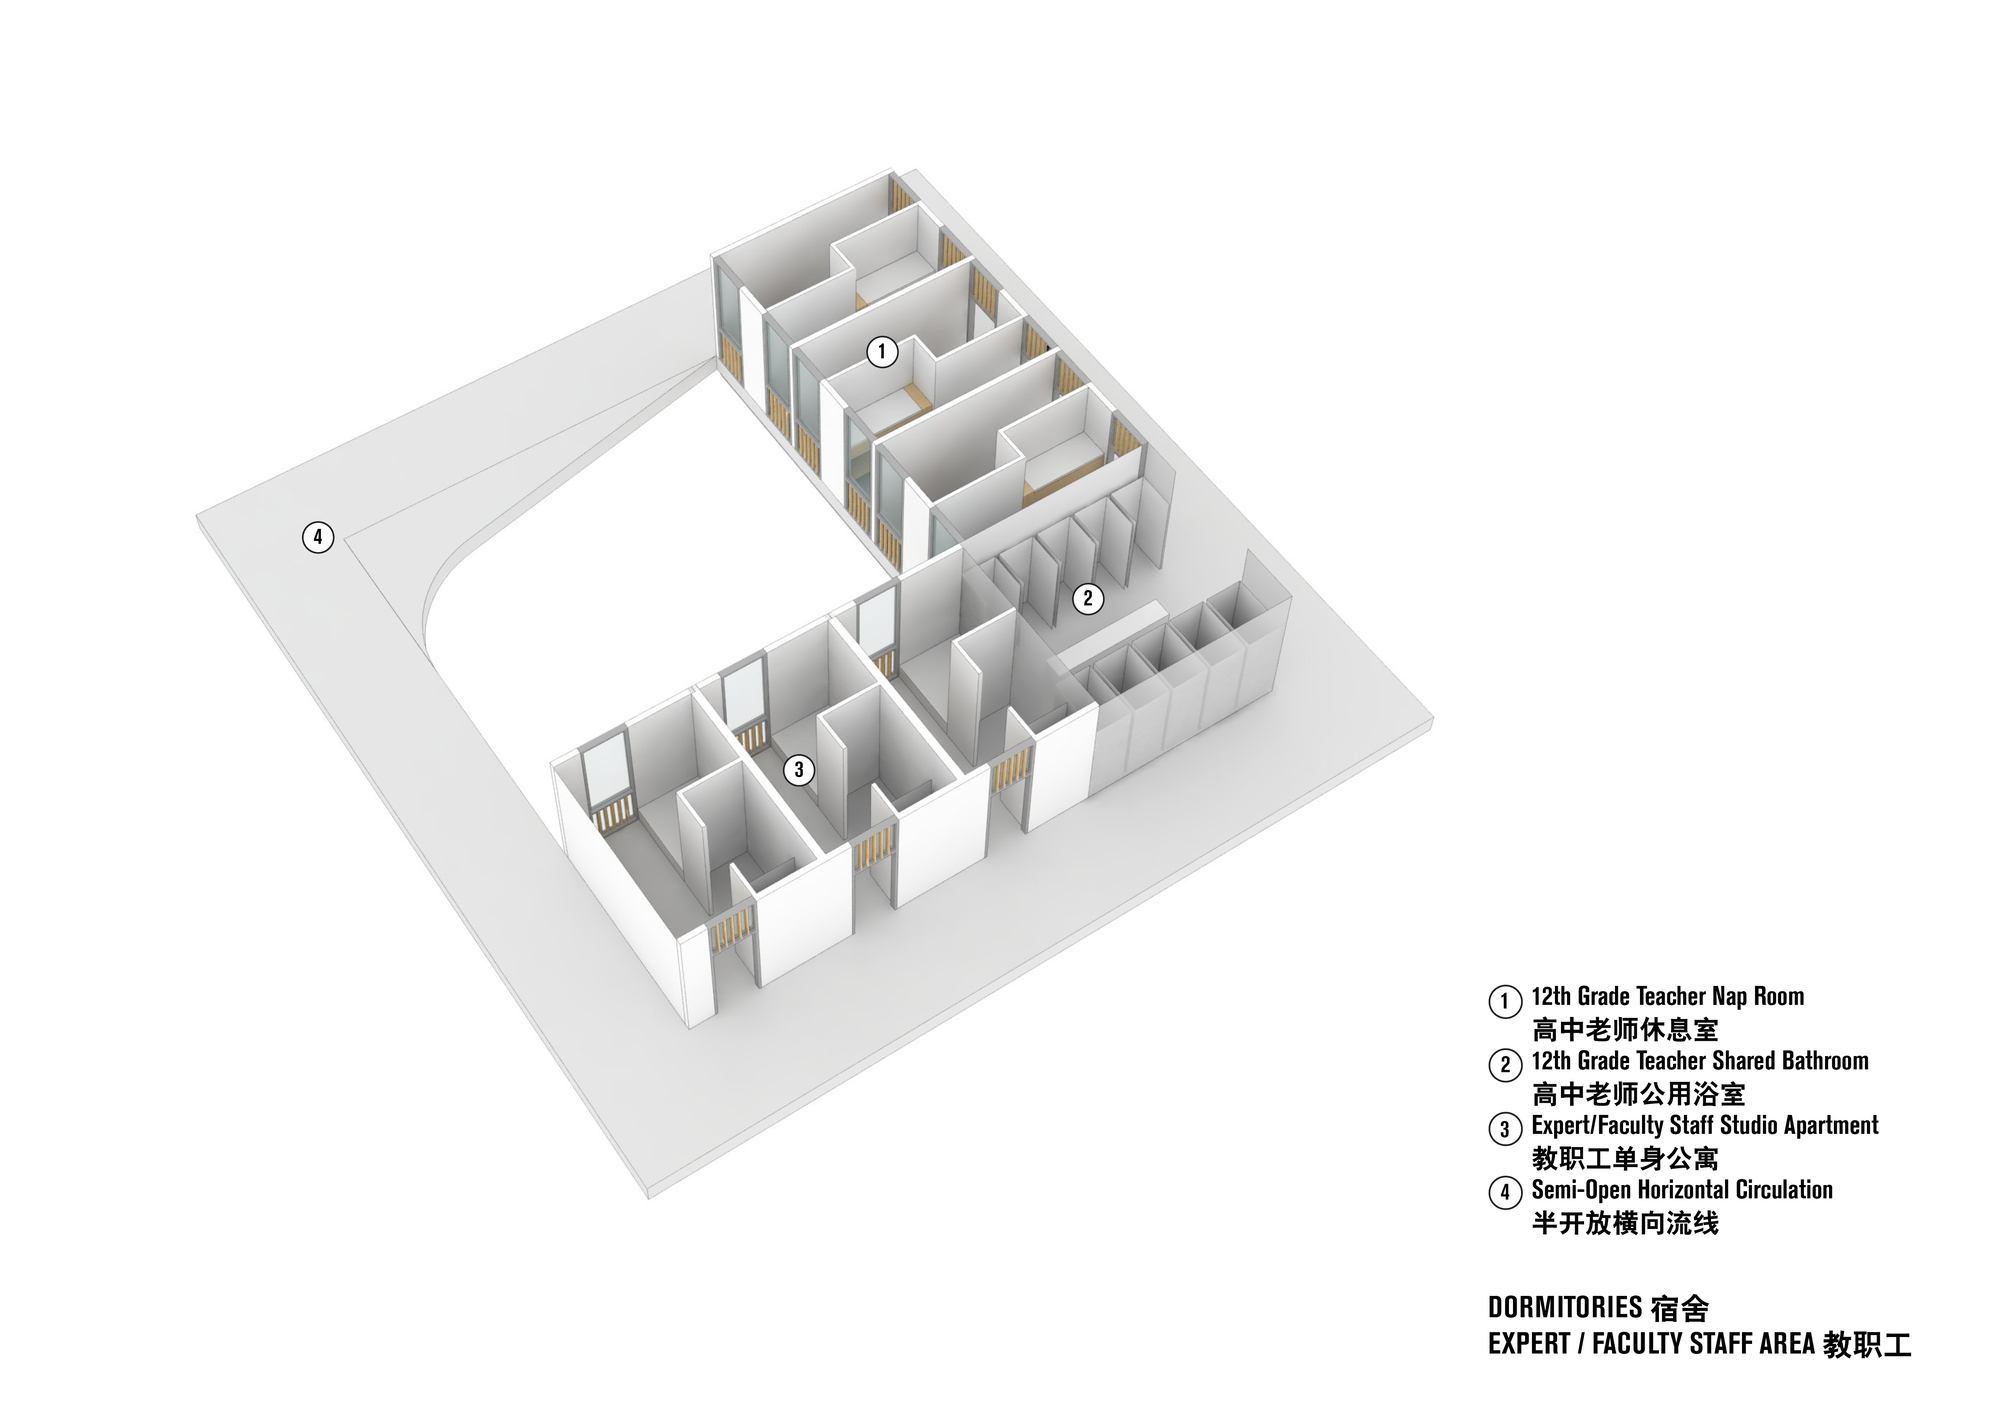 1
4
2
3
1 12th Grade Teacher Nap Room
高中老师休息室
2 12th Grade Teacher Shared Bathroom
高中老师公用浴室
3 Expert/Faculty Staff Studio Apartment
教职工单身公寓
4 Semi-Open Horizontal Circulation
半开放横向流线
DORMITORIES 宿舍
EXPERT / FACULTY STAFF AREA 教职工